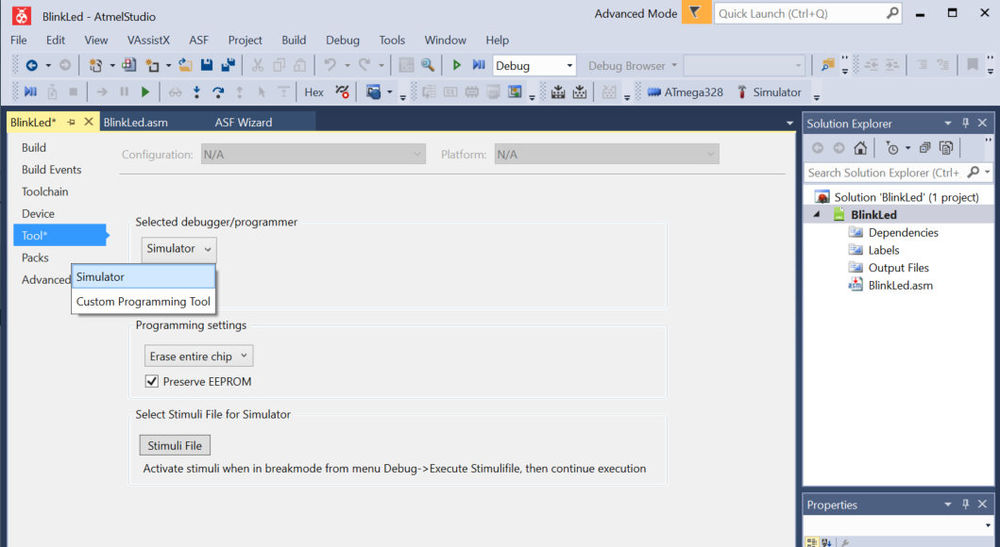 BlinkLed - AtmelStudio
Advanced Mode
Quick Launch (Ctrl+Q)
File Edit View VAssistX ASF Project Build Debug Tools Window Help
Debug
Debug Browser
Hex
ATmega328
Simulator
BlinkLed*
BlinkLed.asm
ASF Wizard
Build
Build Events
Toolchain
Device
Tool*
Packs
Advanced
Configuration: N/A
Platform: N/A
Selected debugger/programmer
Simulator
Simulator
Custom Programming Tool
Programming settings
Erase entire chip
Preserve EEPROM
Select Stimuli File for Simulator
Stimuli File
Activate stimuli when in breakmode from menu Debug->Execute Stimulifile, then continue execution
Solution Explorer
Search Solution Explorer (Ctrl+
Solution 'BlinkLed' (1 project)
BlinkLed
Dependencies
Labels
Output Files
BlinkLed.asm
Properties